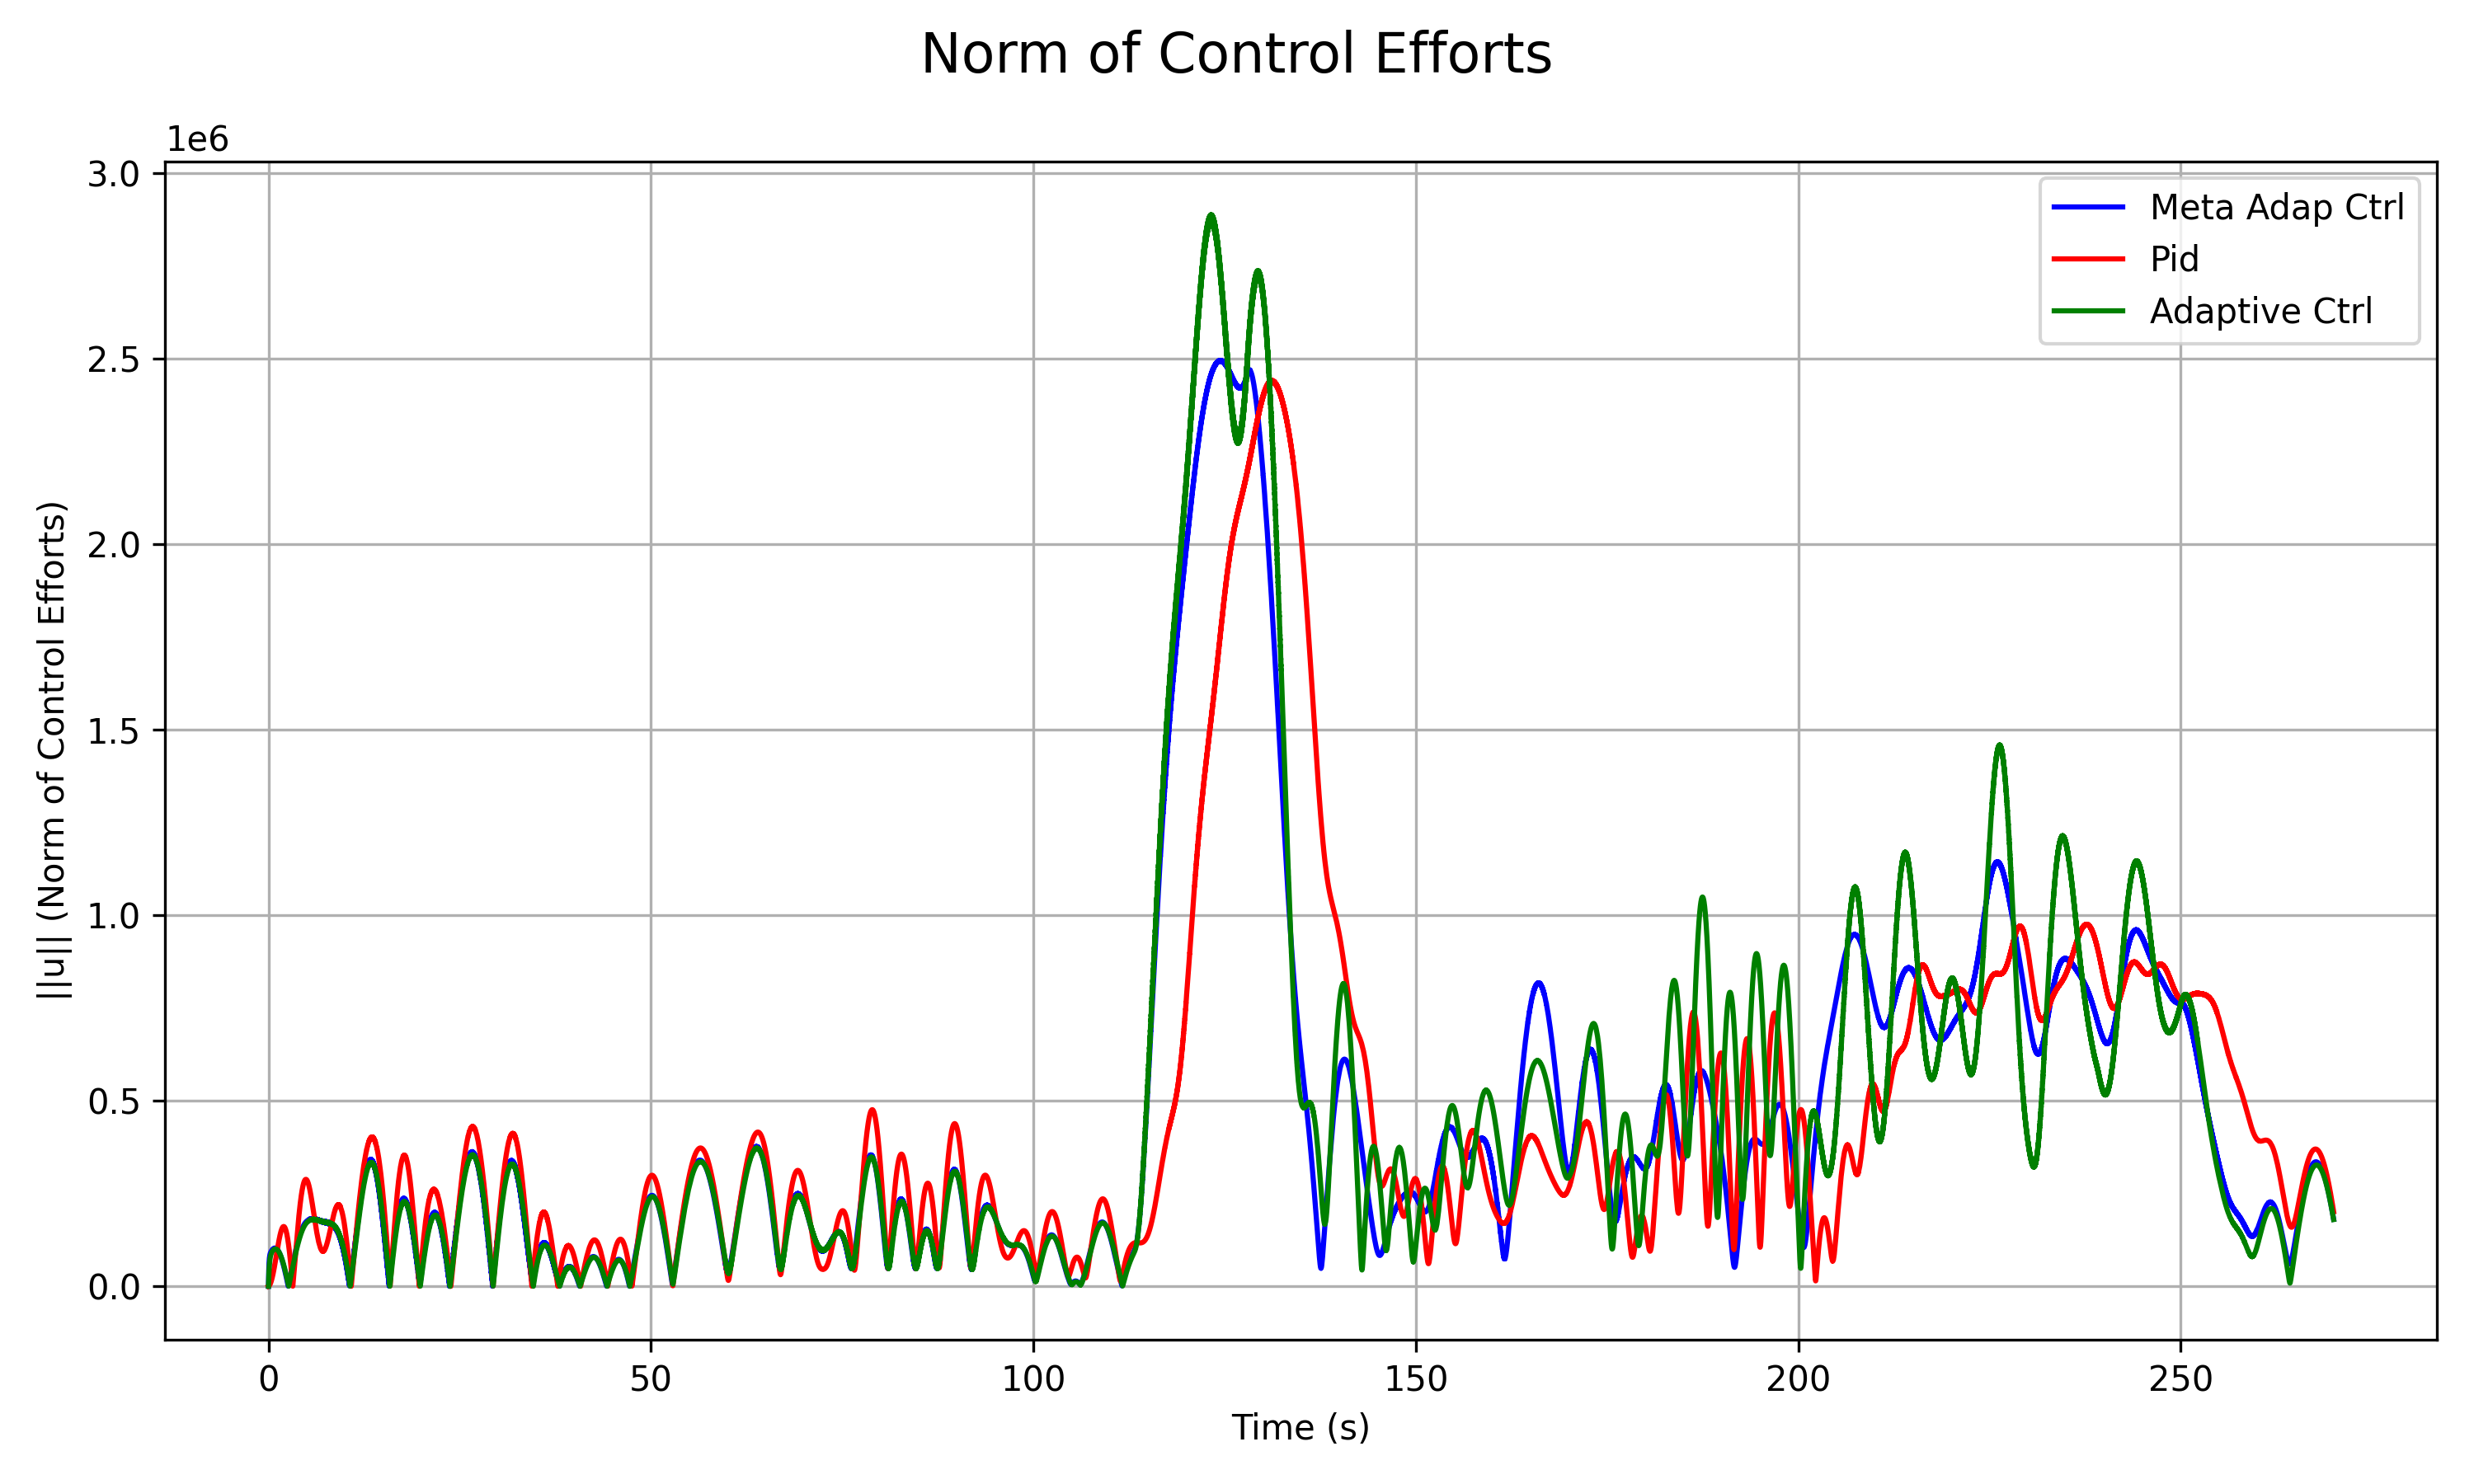 Norm of Control Efforts
1e6
3.0
2.5
2.0
1.5
1.0
0.5
0.0
||u|| (Norm of Control Efforts)
Meta Adap Ctrl
Pid
Adaptive Ctrl
0 50 100 150 200 250
Time (s)